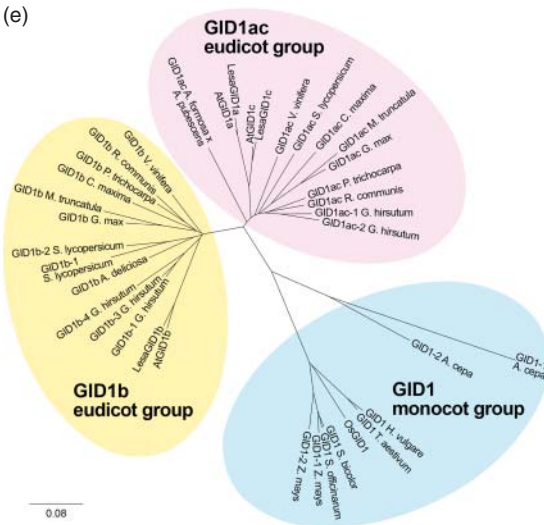 (e)
GID1ac
eudicot group
GID1ac A. formosa x
A. pubescens
LesaGID1a
AtGID1a
AtGID1c
LesaGID1c
GID1ac V. vinifera
GID1ac S. lycopersicum
GID1ac C. maxima
GID1ac M. truncatula
GID1ac G. max
GID1ac P. trichocarpa
GID1ac R. communis
GID1ac-1 G. hirsutum
GID1ac-2 G. hirsutum
GID1b V. vinifera
GID1b R. communis
GID1b P. trichocarpa
GID1b C. maxima
GID1b M. truncatula
GID1b G. max
GID1b-2 S. lycopersicum
GID1b-1
S. lycopersicum
GID1b A. deliciosa
GID1b-4 G. hirsutum
GID1b-3 G. hirsutum
GID1b-1 G. hirsutum
LesaGID1b
AtGID1b
GID1b
eudicot group
GID1-2 A. cepa
GID1-1
A. cepa
GID1
monocot group
GID1 H. vulgare
GID1 T. aestivum
OsGID1
GID1 S. bicolor
GID1 S. officinarum
GID1-1 Z. mays
GID1-2 Z. mays
0.08